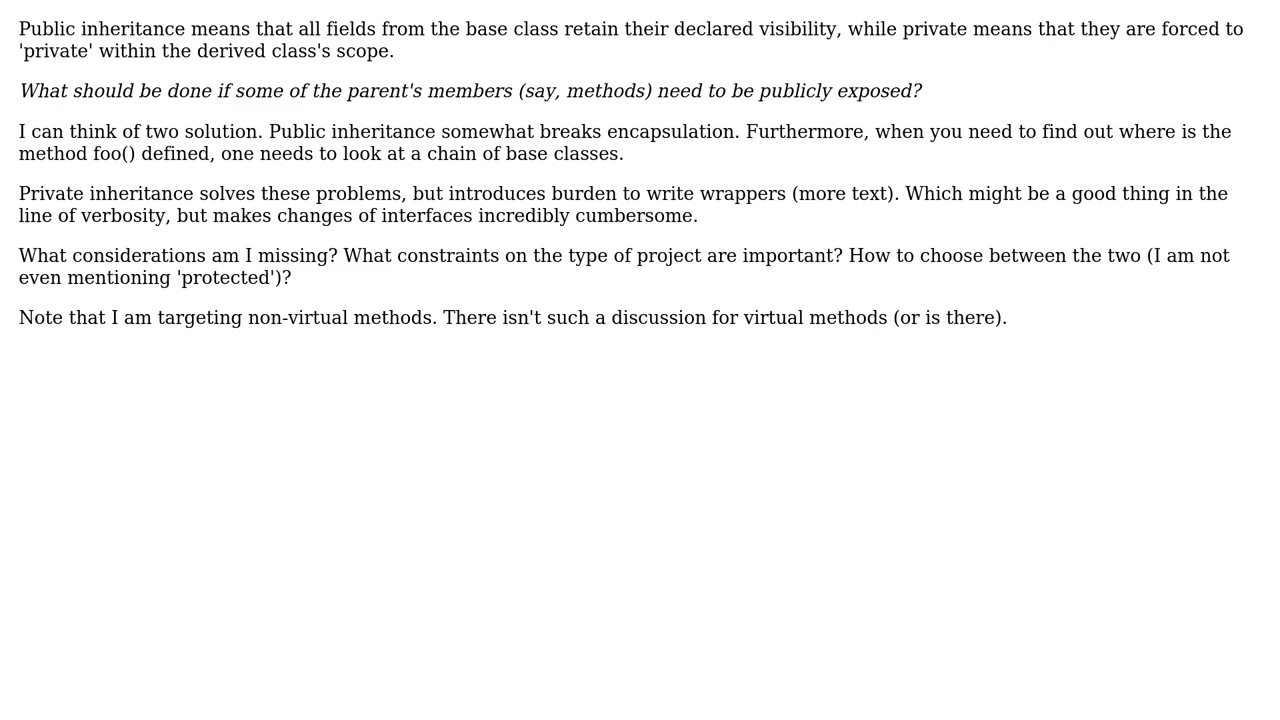 Public inheritance means that all fields from the base class retain their declared visibility, while private means that they are forced to
'private' within the derived class's scope.
What should be done if some of the parent's members (say, methods) need to be publicly exposed?
I can think of two solution. Public inheritance somewhat breaks encapsulation. Furthermore, when you need to find out where is the
method foo() defined, one needs to look at a chain of base classes.
Private inheritance solves these problems, but introduces burden to write wrappers (more text). Which might be a good thing in the
line of verbosity, but makes changes of interfaces incredibly cumbersome.
What considerations am I missing? What constraints on the type of project are important? How to choose between the two (I am not
even mentioning 'protected')?
Note that I am targeting non-virtual methods. There isn't such a discussion for virtual methods (or is there).